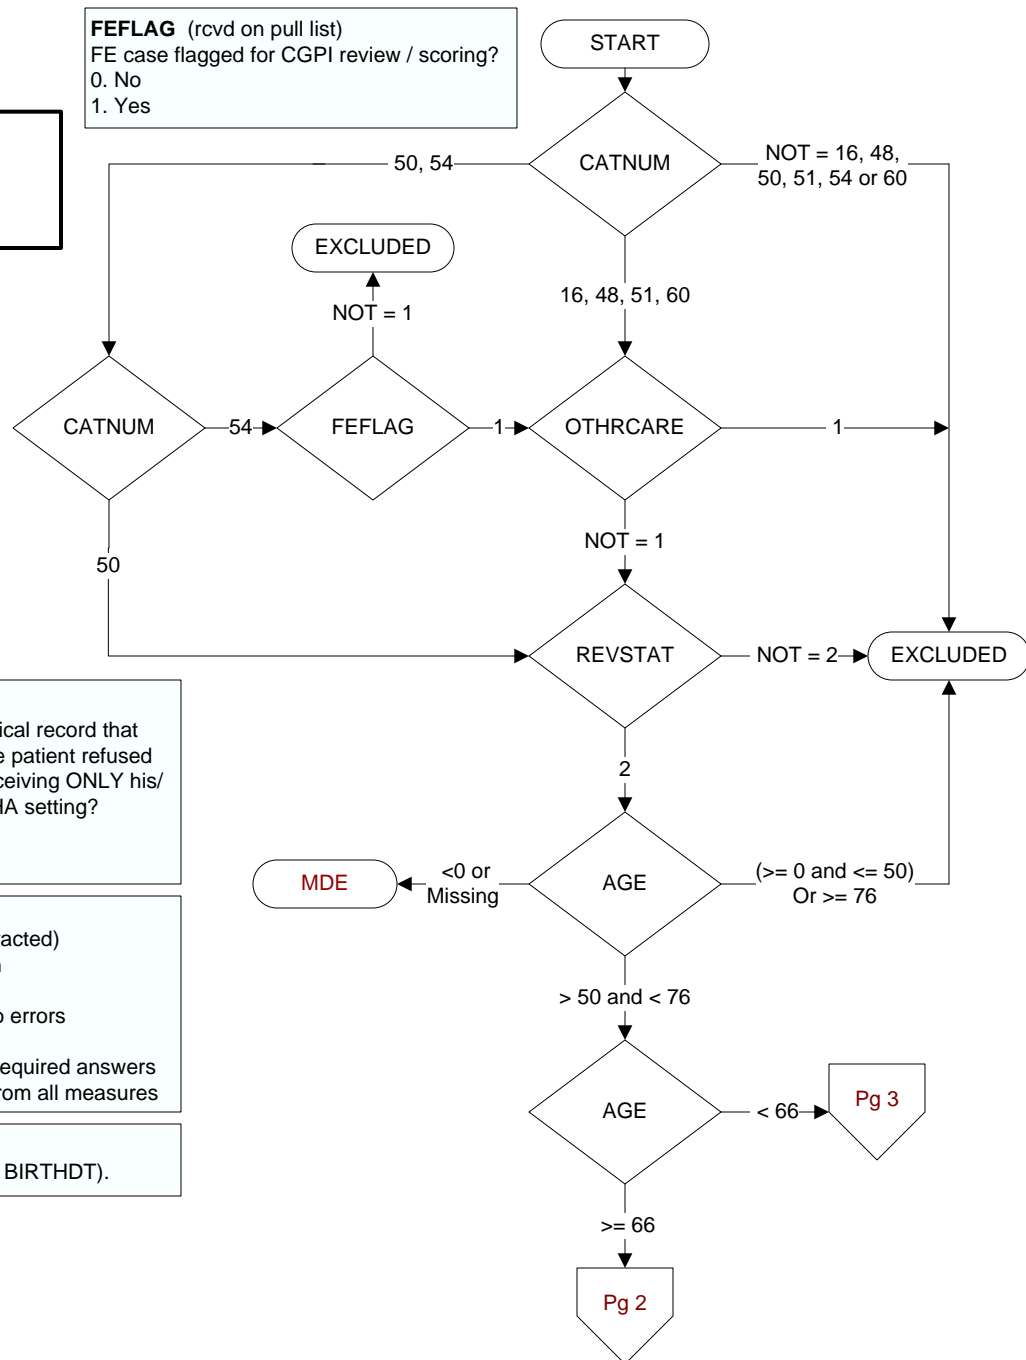 FEFLAG (rcvd on pull list)
FE case flagged for CGPI review / scoring?
0. No
1. Yes
START
50, 54
CATNUM
NOT = 16, 48,
50, 51, 54 or 60
EXCLUDED
NOT = 1
16, 48, 51, 60
CATNUM
54
FEFLAG
1
OTHRCARE
1
50
NOT = 1
REVSTAT
NOT = 2
EXCLUDED
2
ical record that
e patient refused
ceiving ONLY his/
HA setting?
MDE
<0 or
Missing
AGE
(>= 0 and <= 50)
Or >= 76
racted)
n
o errors
equired answers
rom all measures
> 50 and < 76
AGE
< 66
Pg 3
BIRTHDT).
>= 66
Pg 2